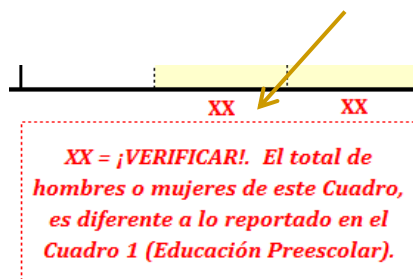 XX XX
XX = ¡VERIFICAR!. El total de
hombres o mujeres de este Cuadro,
es diferente a lo reportado en el
Cuadro 1 (Educación Preescolar).